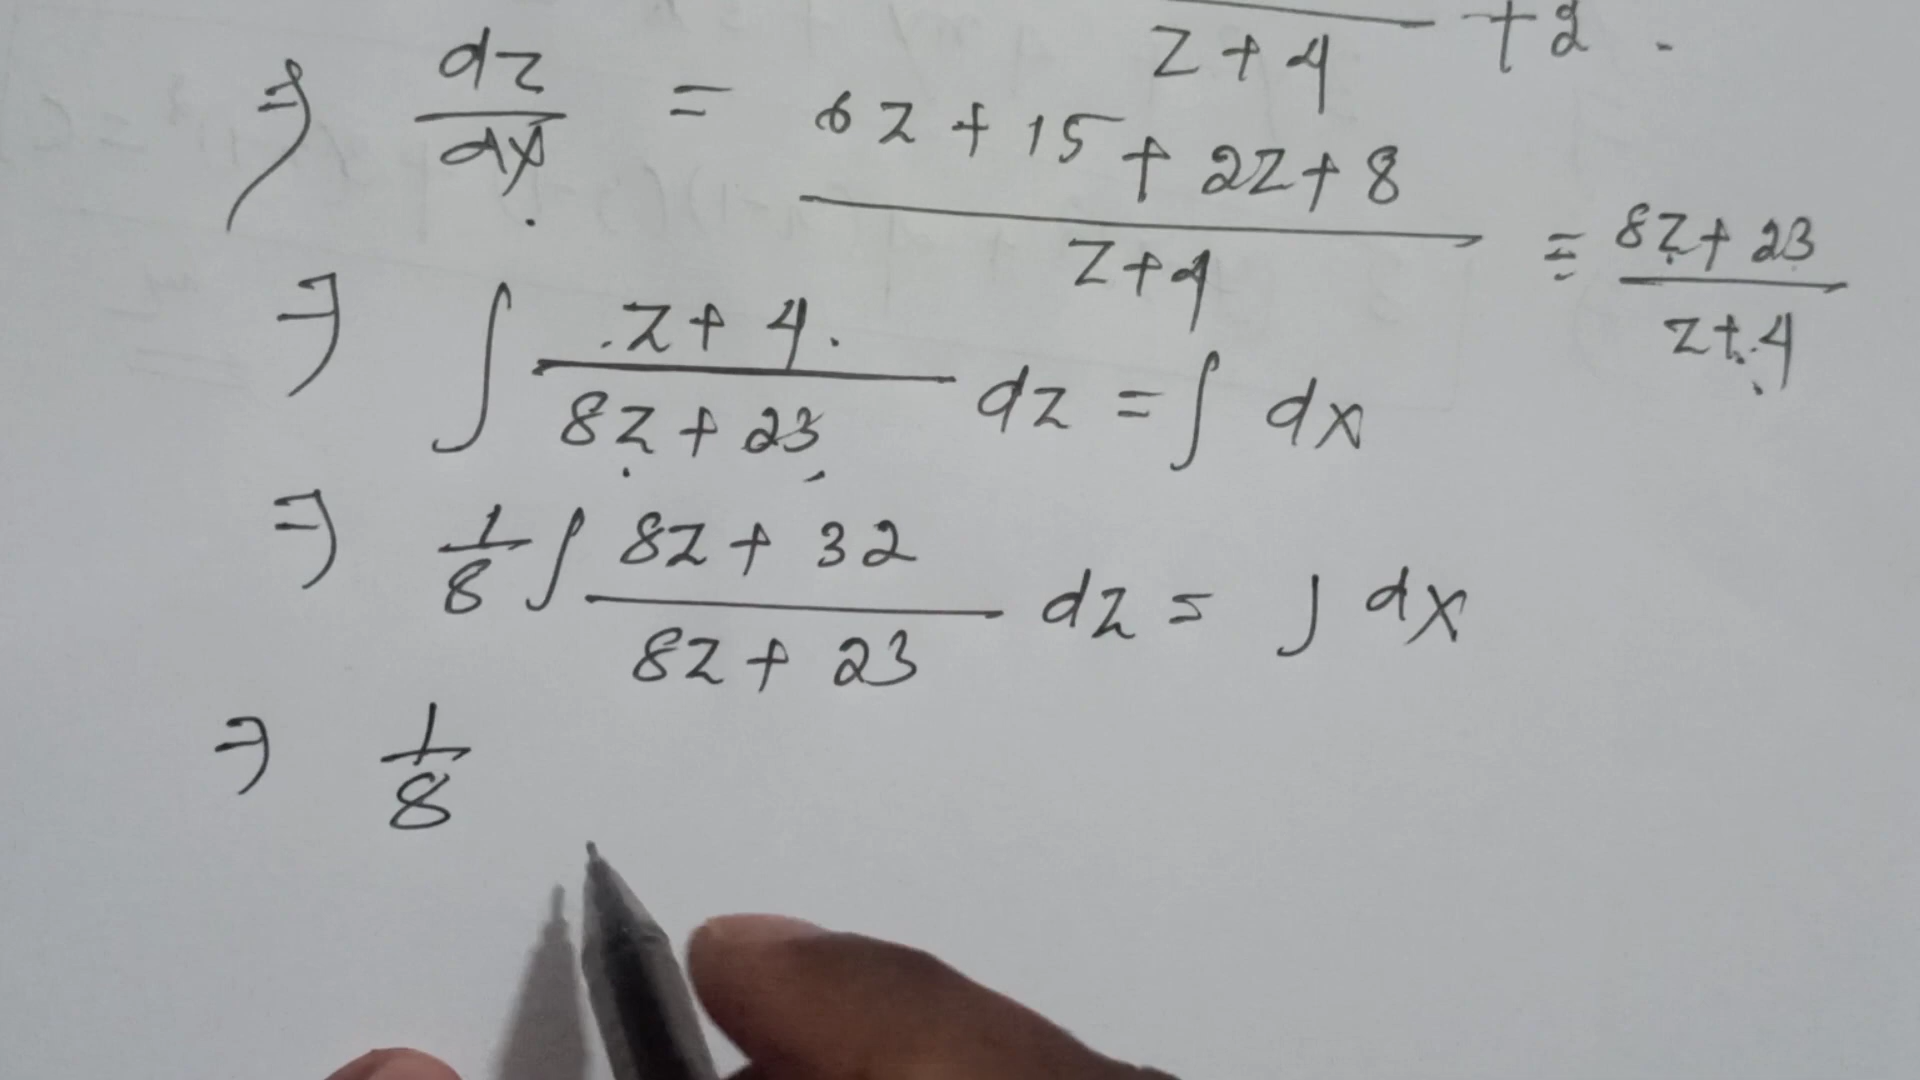 z + 4 + 2 .
⇒ dz/dx = (6z + 15 + 2z + 8)/(z + 4) = (8z + 23)/(z + 4)
⇒ ∫ (z + 4)/(8z + 23) dz = ∫ dx
⇒ 1/8 ∫ (8z + 32)/(8z + 23) dz = ∫ dx
⇒ 1/8